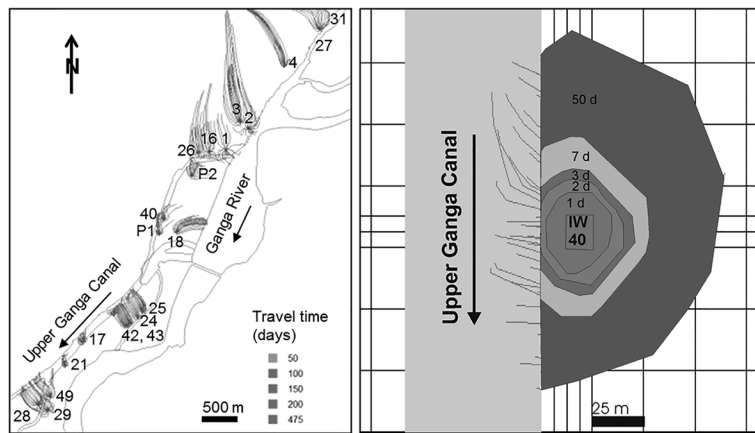 N
31
27
4
3
2
26 16 1
P2
40
P1
18
Ganga River
Upper Ganga Canal
25
24
42, 43
17
21
49
28 29
Travel time
(days)
50
100
150
200
475
500 m
Upper Ganga Canal
50 d
7 d
3 d
2 d
1 d
IW
40
25 m